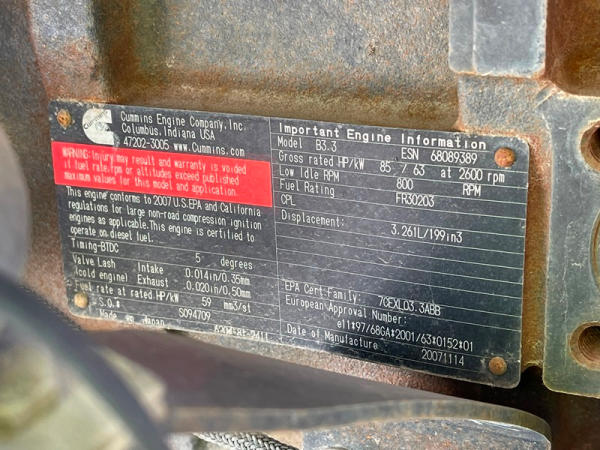 Cummins Engine Company, Inc.
Columbus, Indiana USA
47202-3005 www.Cummins.com
WARNING: Injury may result and warranty is voided
if fuel rate,rpm or altitudes exceed published
maximum values for this model and application.
This engine conforms to 2007 U.S.EPA and California
regulations for large non-road compression ignition
engines as applicable.This engine is certified to
operate on diesel fuel.
Timing-BTDC 5 degrees
Valve Lash Intake 0.014in/0.35mm
(cold engine) Exhaust 0.020in/0.50mm
Fuel rate at rated HP/kW 59 mm3/st
S.O.# SO94709
Made in Japan
Important Engine Information
Model B3.3 ESN 68089389
Gross rated HP/kW 85 / 63 at 2600 rpm
Low Idle RPM 800 RPM
Fuel Rating FR30203
CPL
Displacement: 3.261L/199in3
EPA Cert.Family: 7CEXL03.3ABB
European Approval Number:
e11*97/68GA*2001/63*0152*01
Date of Manufacture 20071114